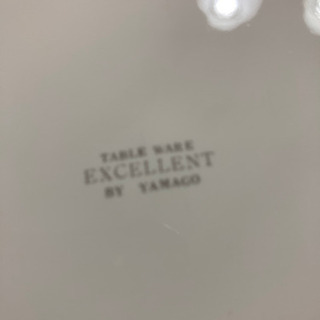 TABLE WARE
EXCELLENT
BY YAMAGO